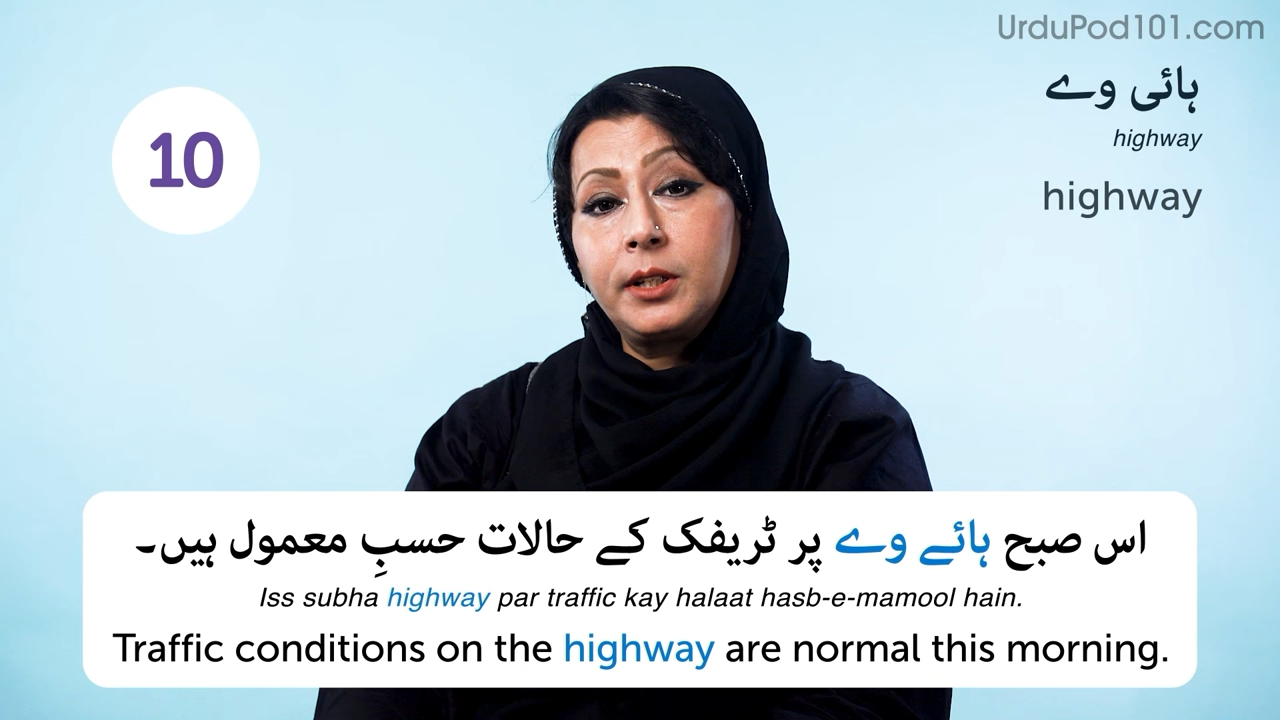 UrduPod101.com
10
ہائی وے
highway
highway
اس صبح ہائے وے پر ٹریفک کے حالات حسبِ معمول ہیں۔
Iss subha highway par traffic kay halaat hasb-e-mamool hain.
Traffic conditions on the highway are normal this morning.